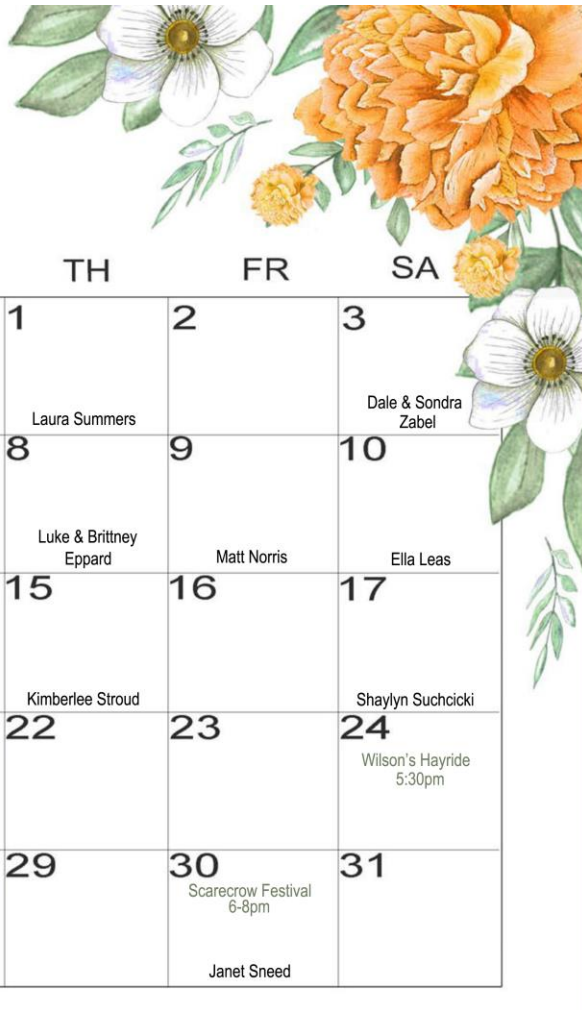 TH FR SA
1 2 3
Laura Summers
Dale & Sondra
Zabel
8 9 10
Luke & Brittney
Eppard
Matt Norris
Ella Leas
15 16 17
Kimberlee Stroud
Shaylyn Suchcicki
22 23 24
Wilson's Hayride
5:30pm
29 30 31
Scarecrow Festival
6-8pm
Janet Sneed